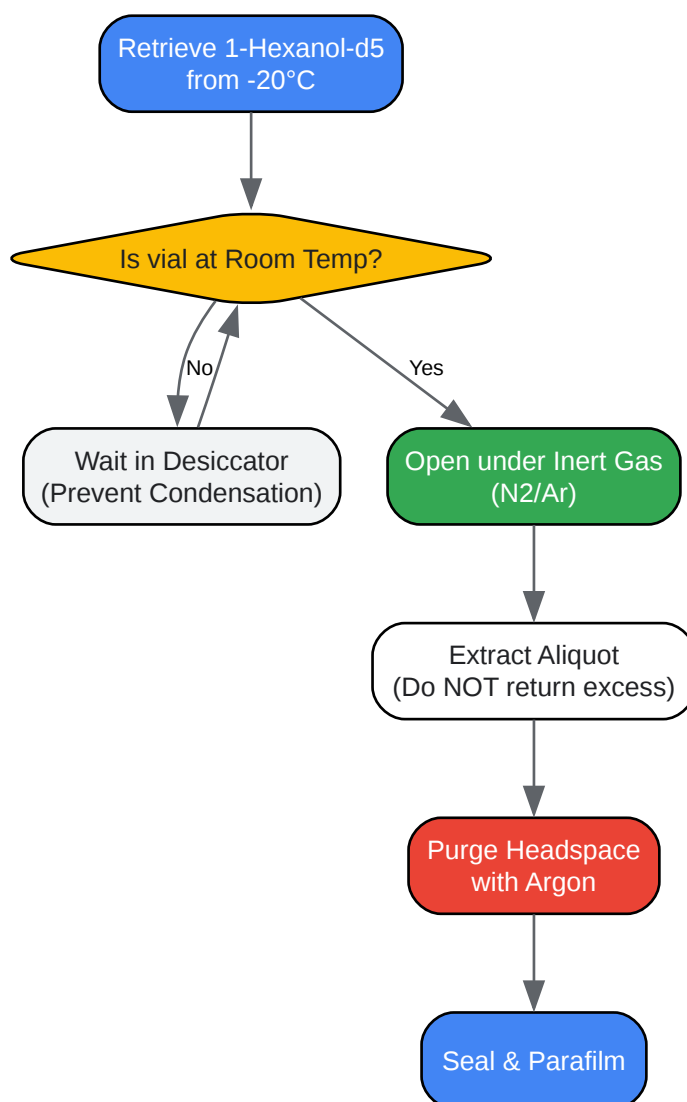 Retrieve 1-Hexanol-d5
from -20°C
Is vial at Room Temp?
No
Yes
Wait in Desiccator
(Prevent Condensation)
Open under Inert Gas
(N2/Ar)
Extract Aliquot
(Do NOT return excess)
Purge Headspace
with Argon
Seal & Parafilm